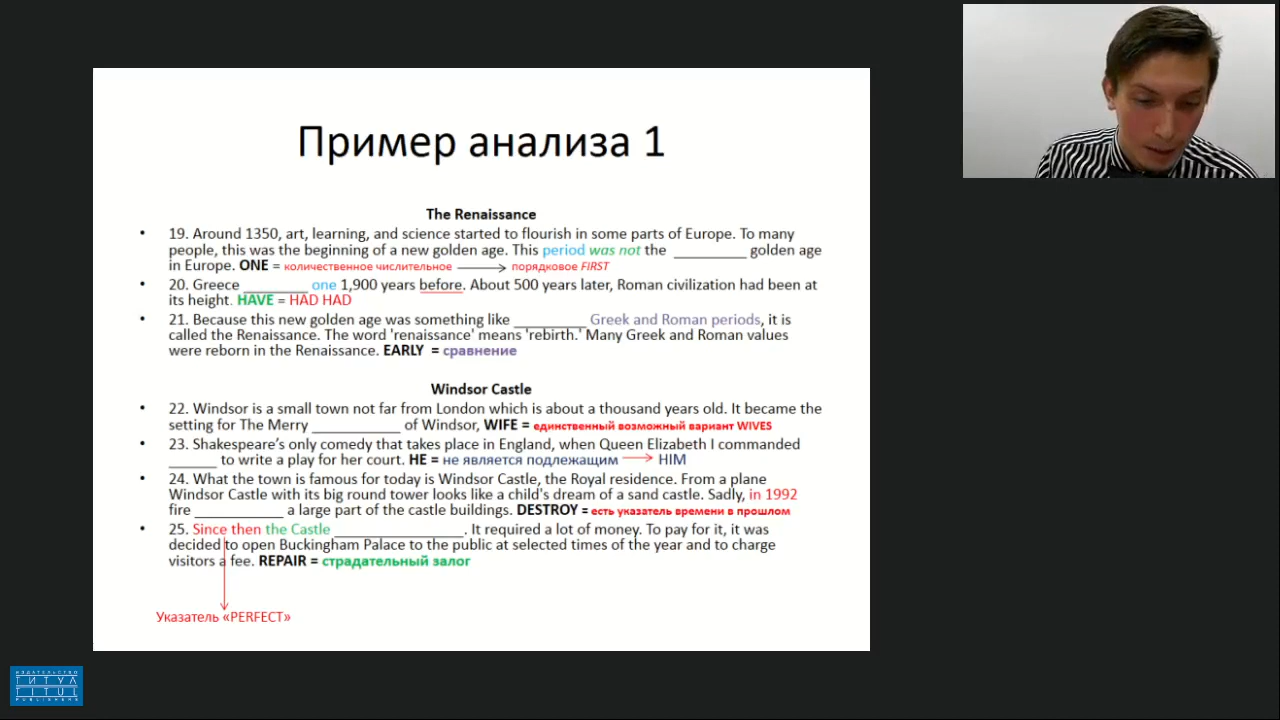 Пример анализа 1
The Renaissance
• 19. Around 1350, art, learning, and science started to flourish in some parts of Europe. To many
people, this was the beginning of a new golden age. This period was not the _________ golden age
in Europe. ONE = количественное числительное → порядковое FIRST
• 20. Greece ________ one 1,900 years before. About 500 years later, Roman civilization had been at
its height. HAVE = HAD HAD
• 21. Because this new golden age was something like _________ Greek and Roman periods, it is
called the Renaissance. The word 'renaissance' means 'rebirth.' Many Greek and Roman values
were reborn in the Renaissance. EARLY = сравнение
Windsor Castle
• 22. Windsor is a small town not far from London which is about a thousand years old. It became the
setting for The Merry ___________ of Windsor, WIFE = единственный возможный вариант WIVES
• 23. Shakespeare’s only comedy that takes place in England, when Queen Elizabeth I commanded
______ to write a play for her court. HE = не является подлежащим → HIM
• 24. What the town is famous for today is Windsor Castle, the Royal residence. From a plane
Windsor Castle with its big round tower looks like a child's dream of a sand castle. Sadly, in 1992
fire ___________ a large part of the castle buildings. DESTROY = есть указатель времени в прошлом
• 25. Since then the Castle ________________. It required a lot of money. To pay for it, it was
decided to open Buckingham Palace to the public at selected times of the year and to charge
visitors a fee. REPAIR = страдательный залог
Указатель «PERFECT»
ИЗДАТЕЛЬСТВО
ТИТУЛ
TITUL
PUBLISHERS